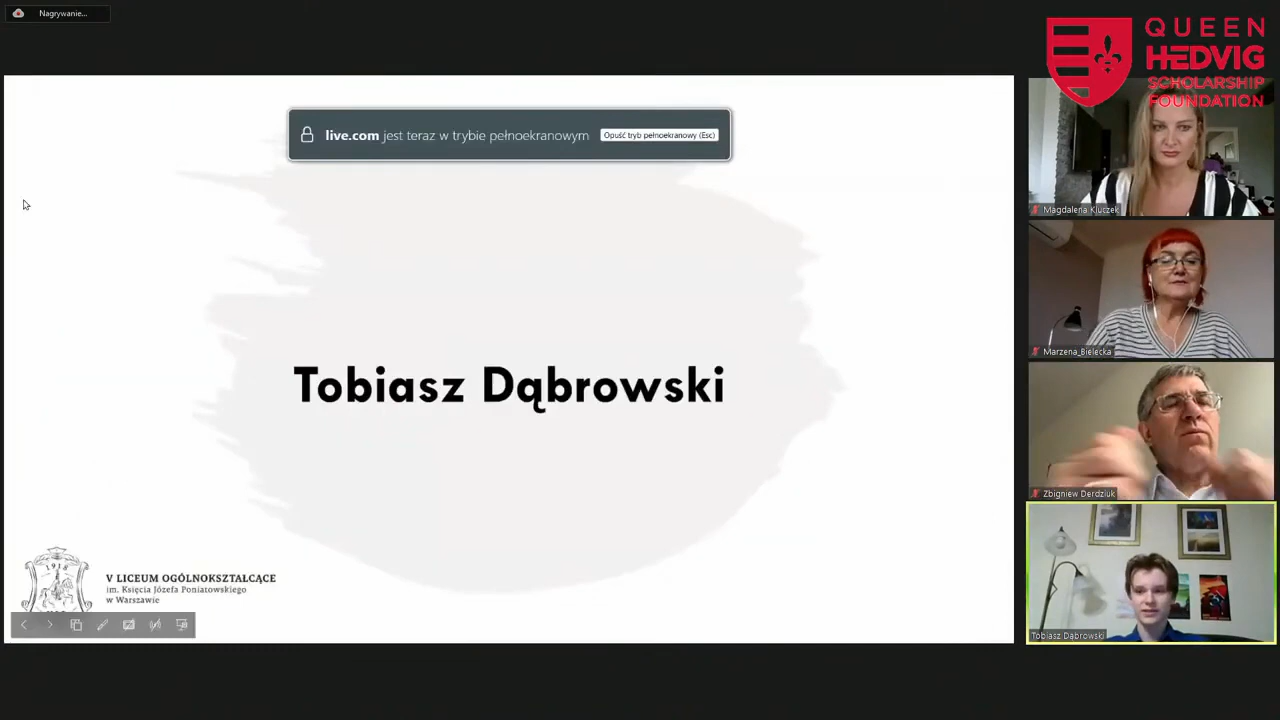 Nagrywanie...
QUEEN
HEDVIG
SCHOLARSHIP
FOUNDATION
live.com jest teraz w trybie pełnoekranowym Opuść tryb pełnoekranowy (Esc)
Magdalena Kluczek
Marzena_Bielecka
Tobiasz Dąbrowski
Zbigniew Derdziuk
1918
V LICEUM OGÓLNOKSZTAŁCĄCE
im. Księcia Józefa Poniatowskiego
w Warszawie
Tobiasz Dąbrowski